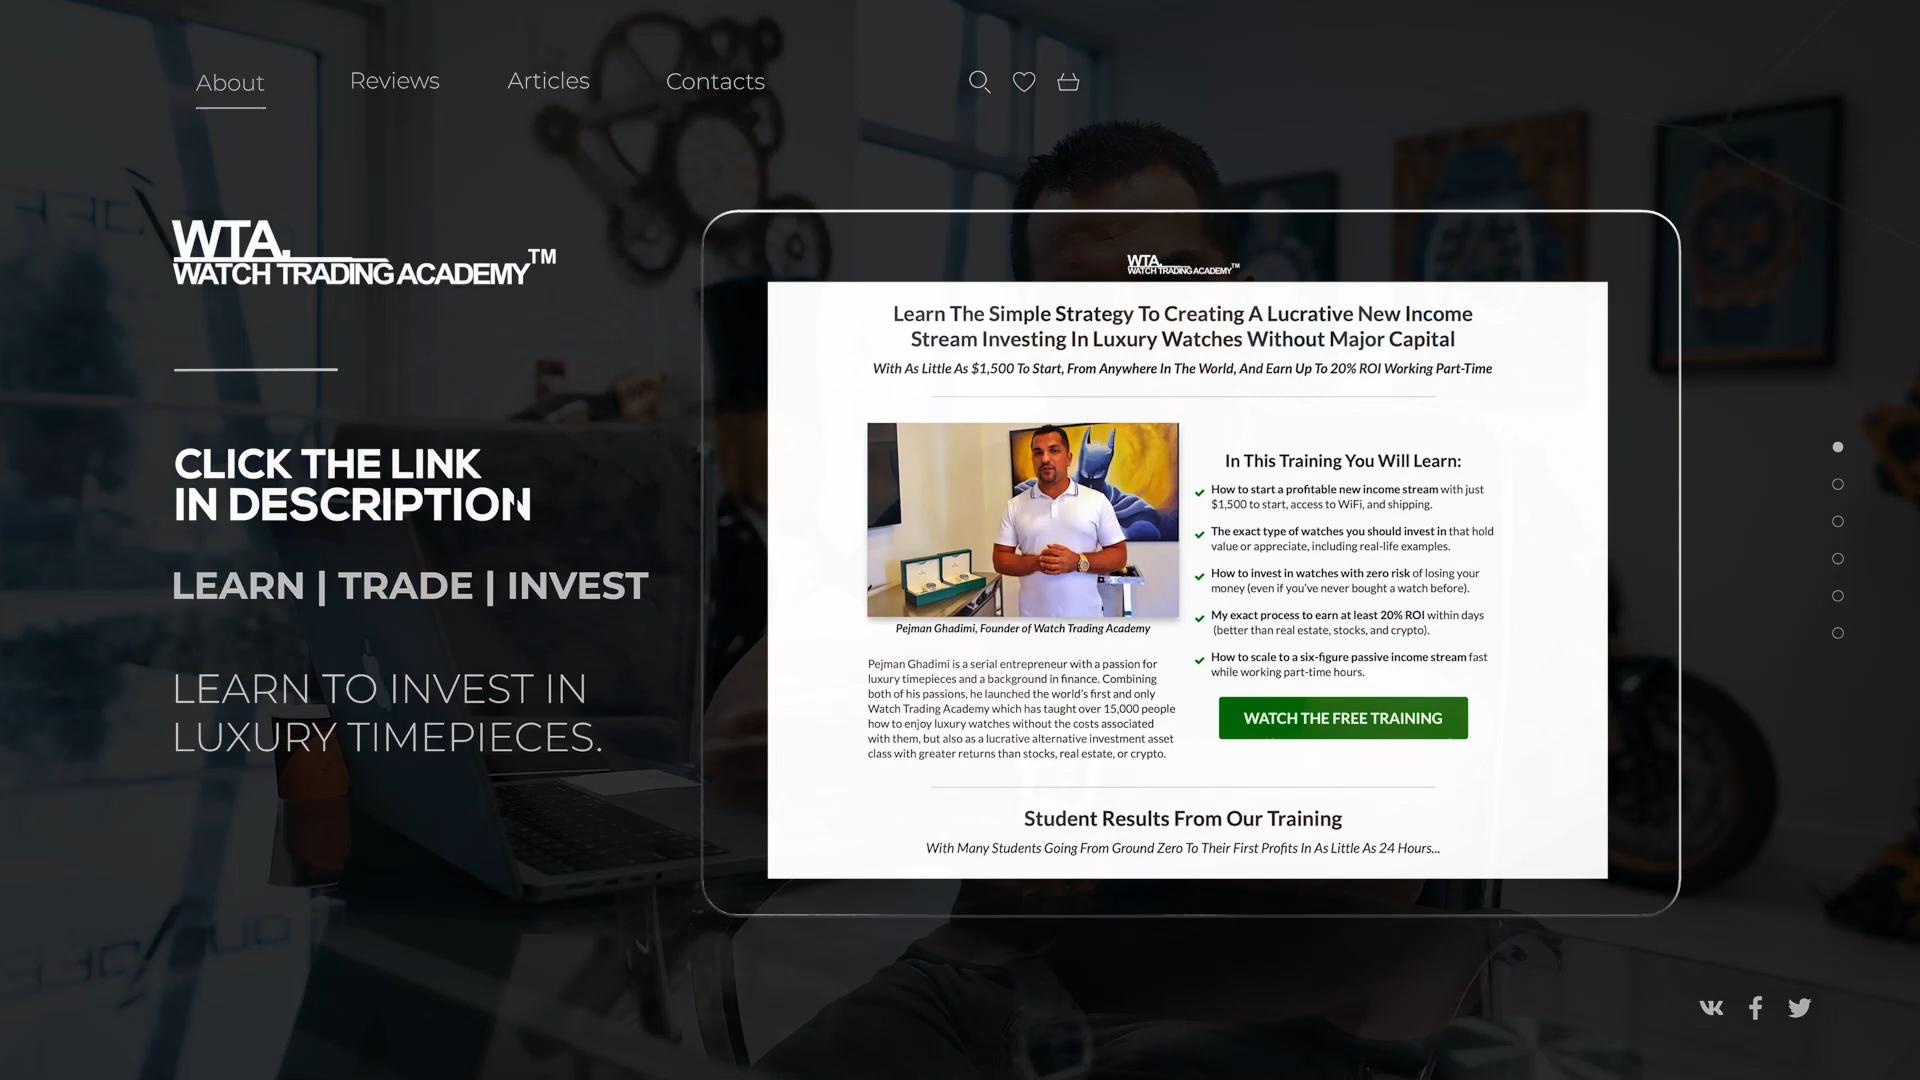 About
Reviews
Articles
Contacts
WTA.
WATCH TRADING ACADEMY™
CLICK THE LINK
IN DESCRIPTION
LEARN | TRADE | INVEST
LEARN TO INVEST IN
LUXURY TIMEPIECES.
WTA.
WATCH TRADING ACADEMY™
Learn The Simple Strategy To Creating A Lucrative New Income
Stream Investing In Luxury Watches Without Major Capital
With As Little As $1,500 To Start, From Anywhere In The World, And Earn Up To 20% ROI Working Part-Time
Pejman Ghadimi, Founder of Watch Trading Academy
Pejman Ghadimi is a serial entrepreneur with a passion for
luxury timepieces and a background in finance. Combining
both of his passions, he launched the world's first and only
Watch Trading Academy which has taught over 15,000 people
how to enjoy luxury watches without the costs associated
with them, but also as a lucrative alternative investment asset
class with greater returns than stocks, real estate, or crypto.
In This Training You Will Learn:
How to start a profitable new income stream with just
$1,500 to start, access to WiFi, and shipping.
The exact type of watches you should invest in that hold
value or appreciate, including real-life examples.
How to invest in watches with zero risk of losing your
money (even if you've never bought a watch before).
My exact process to earn at least 20% ROI within days
(better than real estate, stocks, and crypto).
How to scale to a six-figure passive income stream fast
while working part-time hours.
WATCH THE FREE TRAINING
Student Results From Our Training
With Many Students Going From Ground Zero To Their First Profits In As Little As 24 Hours...